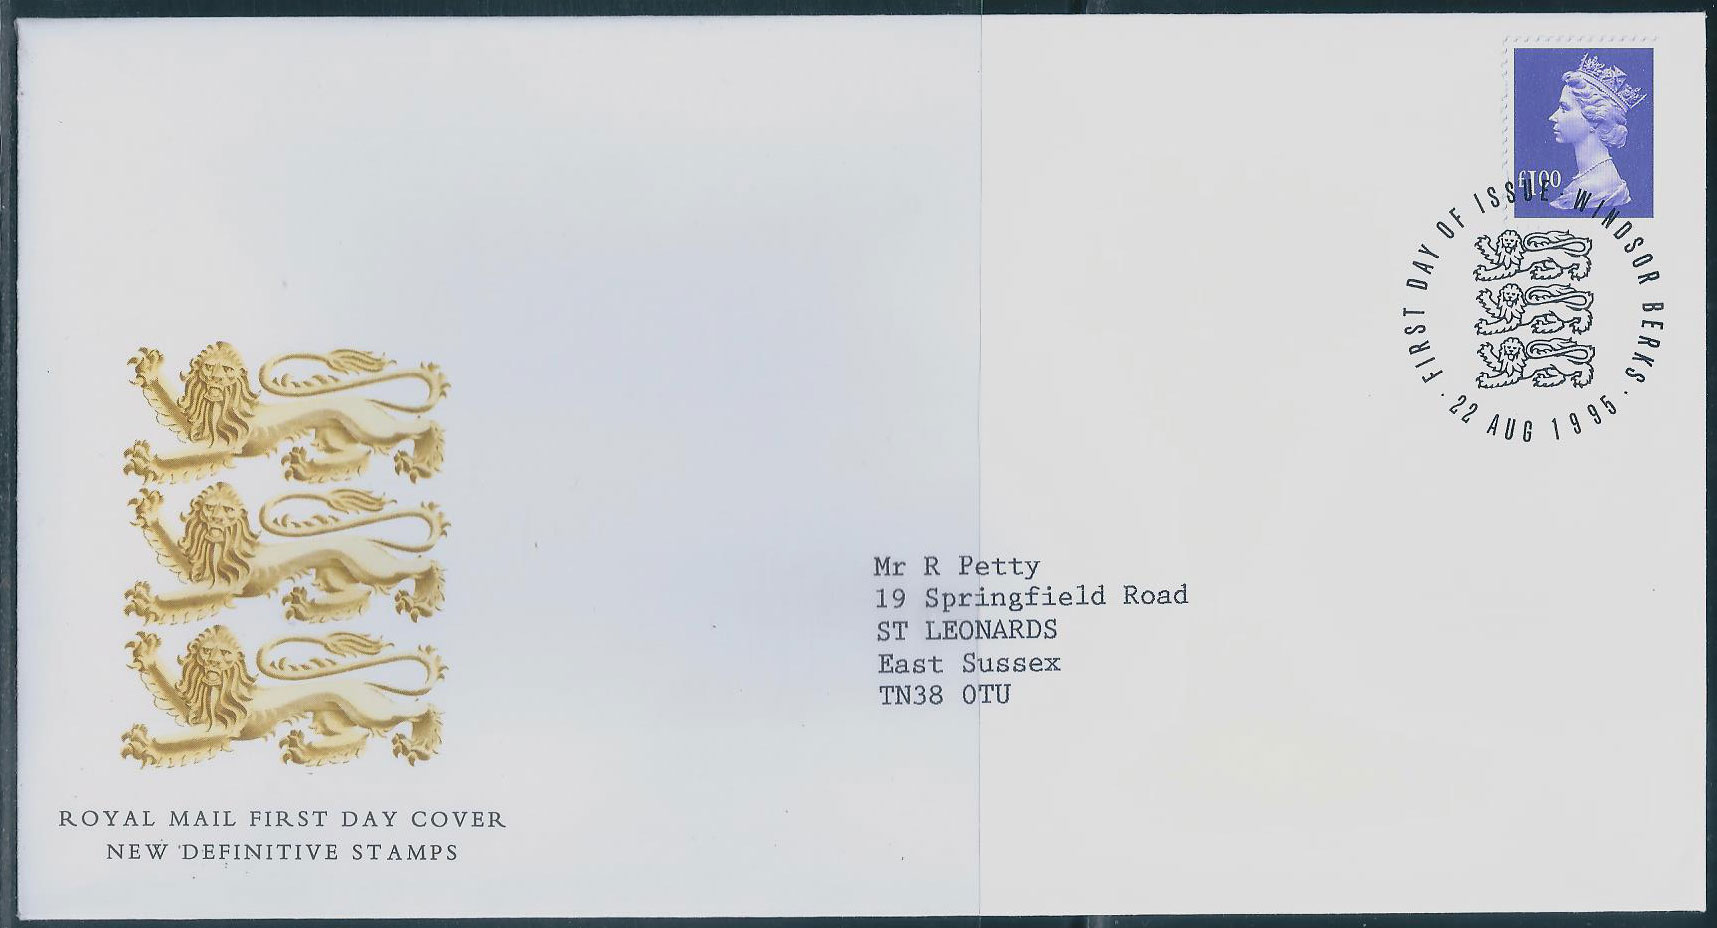 £1.00
FIRST DAY OF ISSUE · WINDSOR BERKS ·
· 22 AUG 1995 ·
Mr R Petty
19 Springfield Road
ST LEONARDS
East Sussex
TN38 0TU
ROYAL MAIL FIRST DAY COVER
NEW DEFINITIVE STAMPS